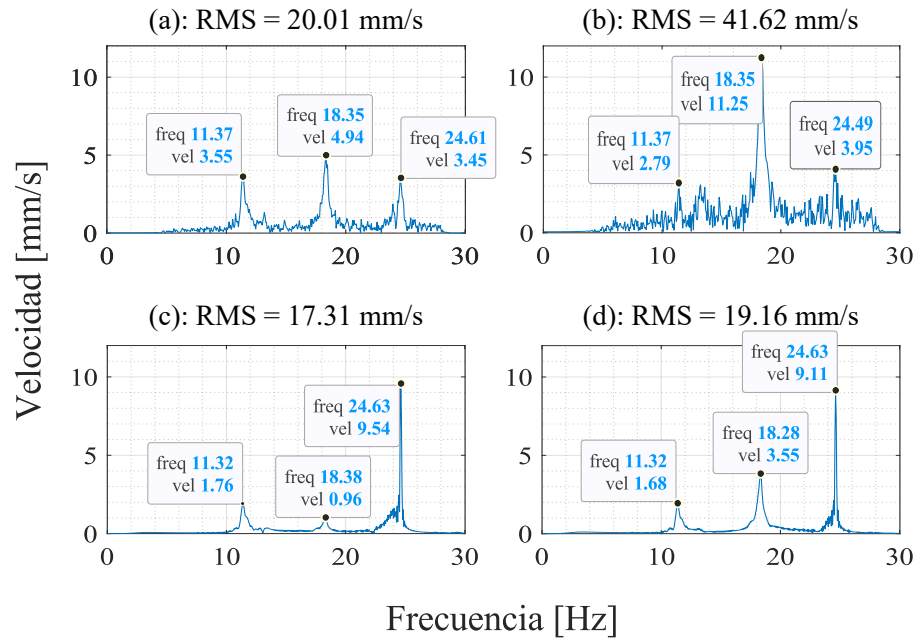 (a): RMS = 20.01 mm/s
(b): RMS = 41.62 mm/s
10
5
0
freq 11.37
vel 3.55
freq 18.35
vel 4.94
freq 24.61
vel 3.45
0
10
20
30
10
5
0
freq 11.37
vel 2.79
freq 18.35
vel 11.25
freq 24.49
vel 3.95
0
10
20
30
Velocidad [mm/s]
(c): RMS = 17.31 mm/s
(d): RMS = 19.16 mm/s
10
5
0
freq 11.32
vel 1.76
freq 18.38
vel 0.96
freq 24.63
vel 9.54
0
10
20
30
10
5
0
freq 11.32
vel 1.68
freq 18.28
vel 3.55
freq 24.63
vel 9.11
0
10
20
30
Frecuencia [Hz]